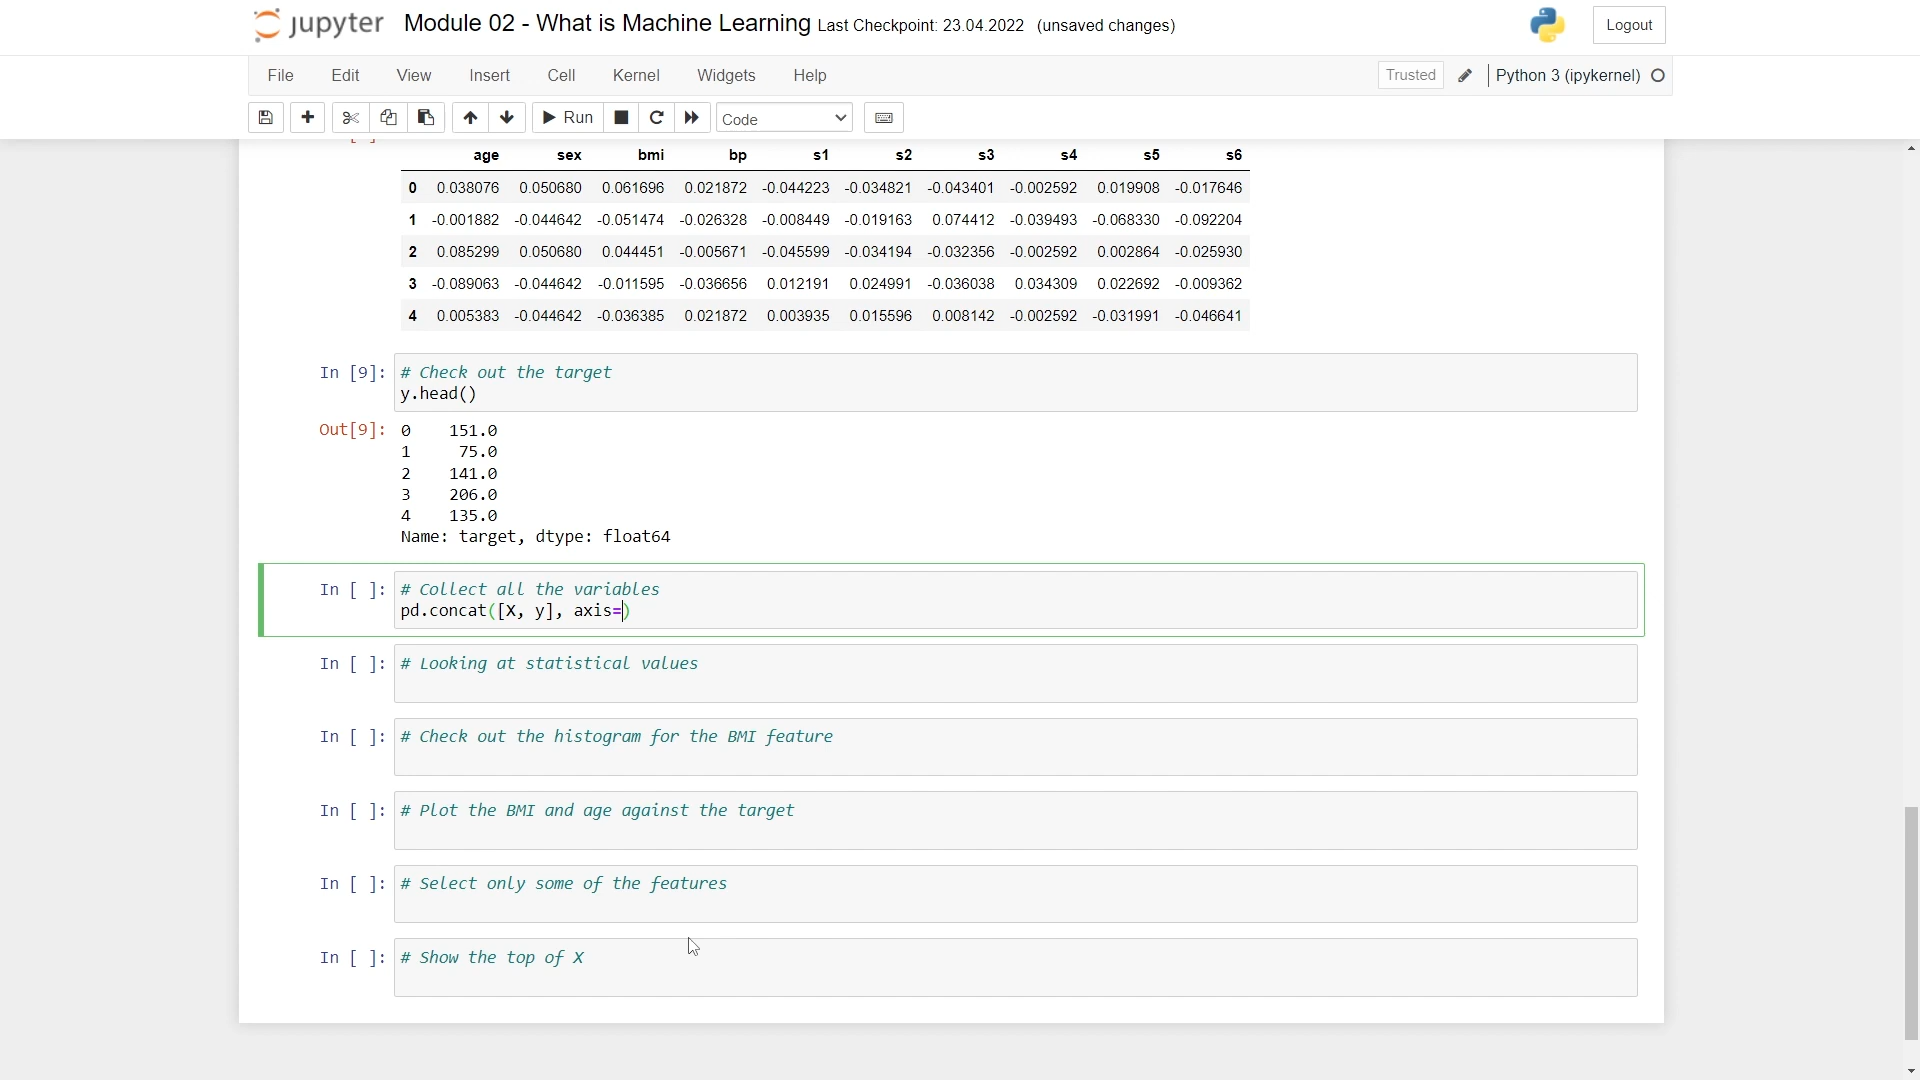 jupyter Module 02 - What is Machine Learning Last Checkpoint: 23.04.2022 (unsaved changes) Logout
File Edit View Insert Cell Kernel Widgets Help Trusted Python 3 (ipykernel)
Run Code
age sex bmi bp s1 s2 s3 s4 s5 s6
0 0.038076 0.050680 0.061696 0.021872 -0.044223 -0.034821 -0.043401 -0.002592 0.019908 -0.017646
1 -0.001882 -0.044642 -0.051474 -0.026328 -0.008449 -0.019163 0.074412 -0.039493 -0.068330 -0.092204
2 0.085299 0.050680 0.044451 -0.005671 -0.045599 -0.034194 -0.032356 -0.002592 0.002864 -0.025930
3 -0.089063 -0.044642 -0.011595 -0.036656 0.012191 0.024991 -0.036038 0.034309 0.022692 -0.009362
4 0.005383 -0.044642 -0.036385 0.021872 0.003935 0.015596 0.008142 -0.002592 -0.031991 -0.046641
In [9]: # Check out the target
y.head()
Out[9]: 0 151.0
1 75.0
2 141.0
3 206.0
4 135.0
Name: target, dtype: float64
In [ ]: # Collect all the variables
pd.concat([X, y], axis=)
In [ ]: # Looking at statistical values
In [ ]: # Check out the histogram for the BMI feature
In [ ]: # Plot the BMI and age against the target
In [ ]: # Select only some of the features
In [ ]: # Show the top of X